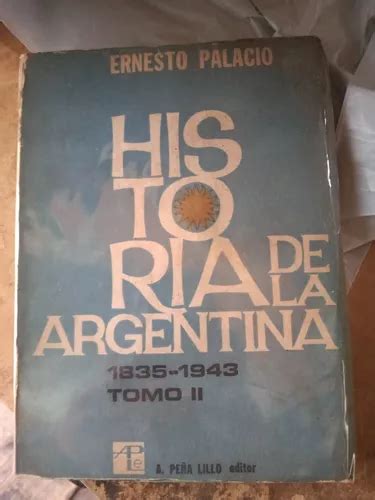 ERNESTO PALACIO
HIS
TO
RIA DE
LA
ARGENTINA
1835-1943
TOMO II
A. PEÑA LILLO editor